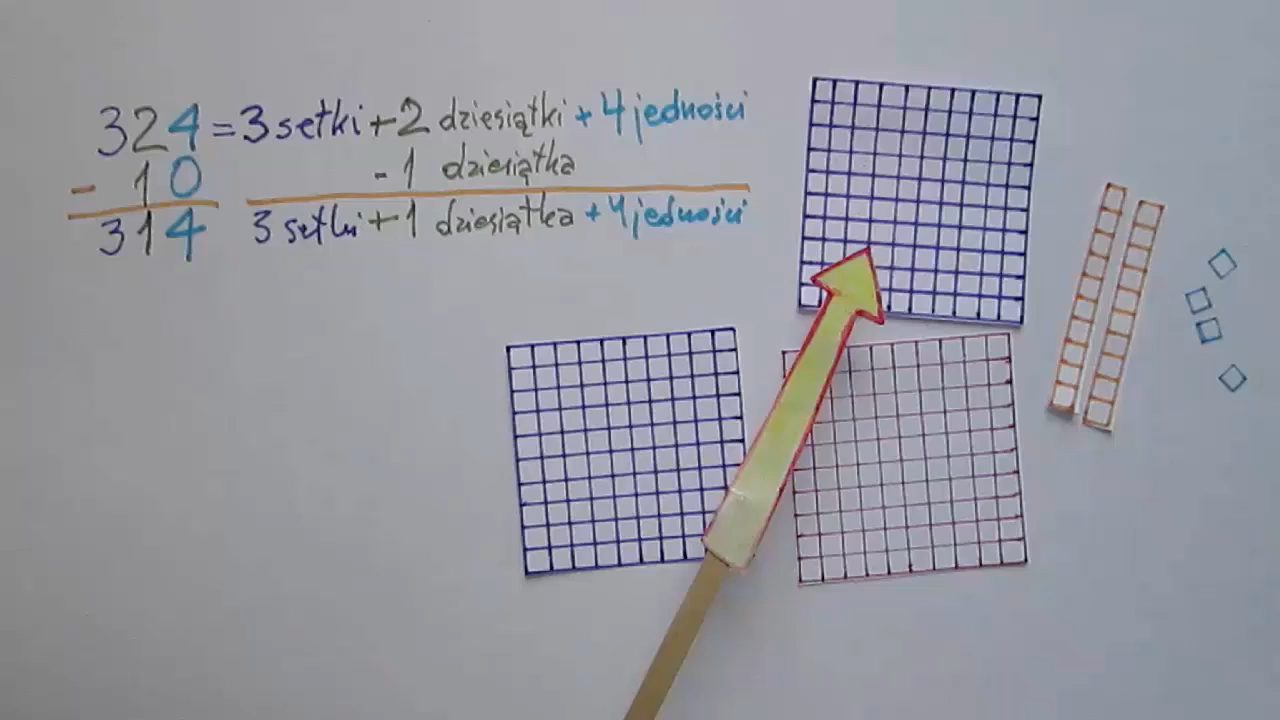 324 = 3 setki + 2 dziesiątki + 4 jedności
- 10 - 1 dziesiątka
314 3 setki + 1 dziesiątka + 4 jedności